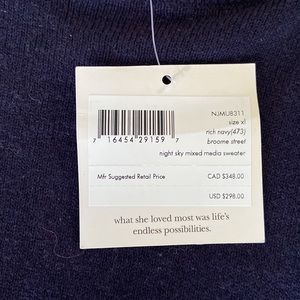 NJMU8311
size xl
rich navy(473)
broome street
7 16454 29159 7
night sky mixed media sweater
Mfr Suggested Retail Price CAD $348.00
USD $298.00
what she loved most was life's
endless possibilities.